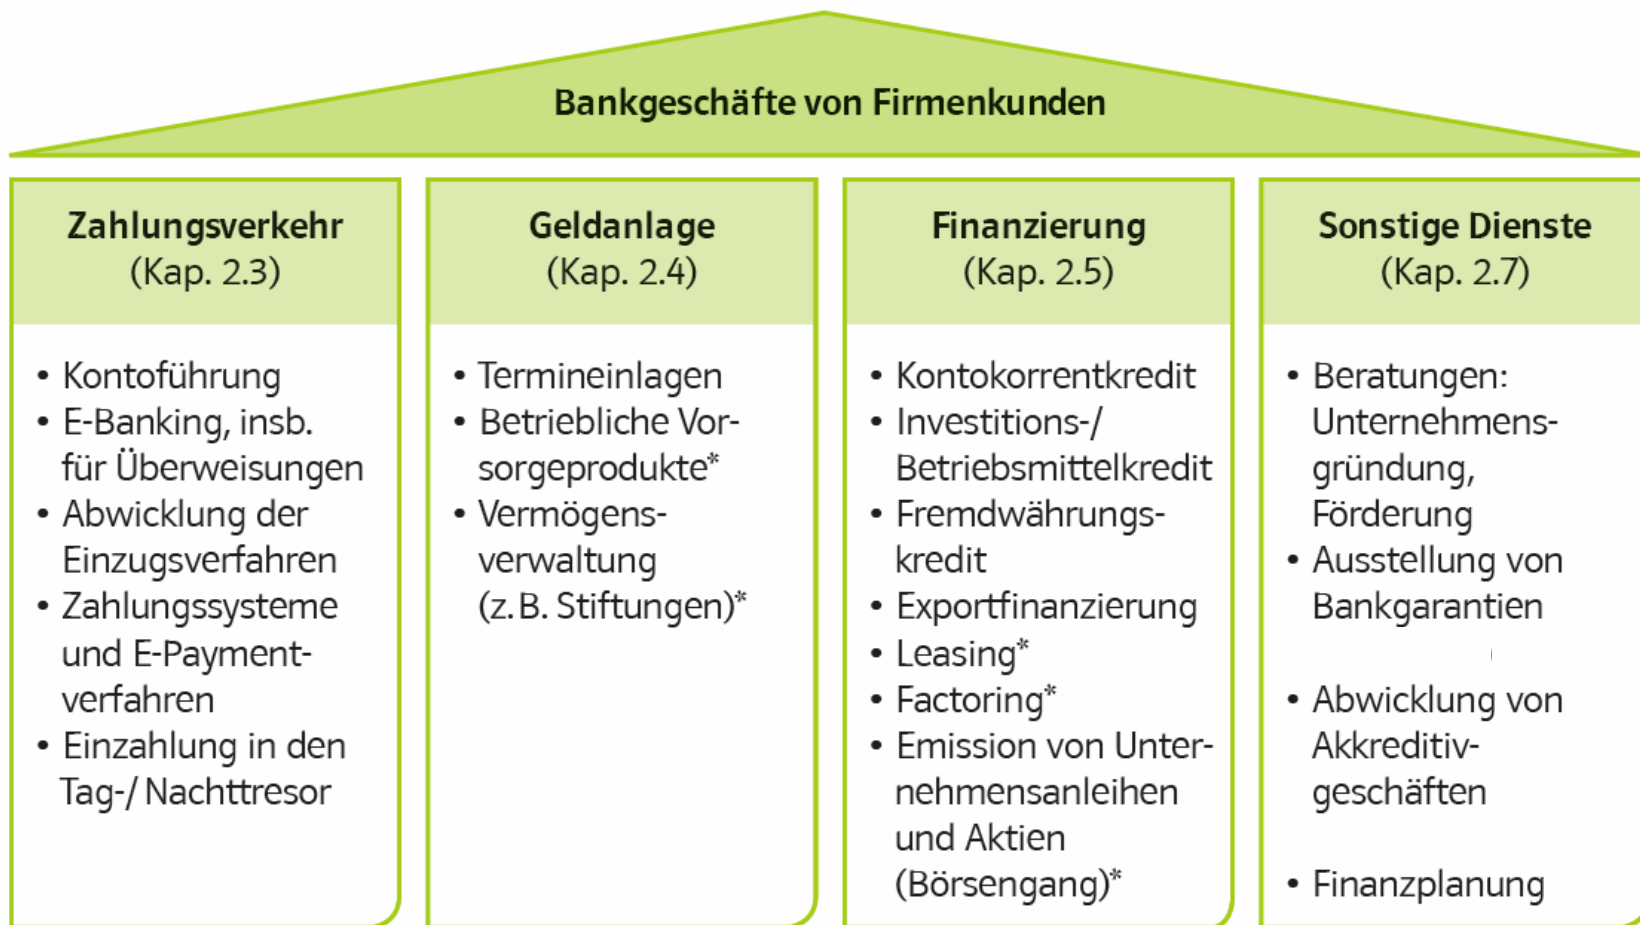 Bankgeschäfte von Firmenkunden
Zahlungsverkehr
(Kap. 2.3)
• Kontoführung
• E-Banking, insb.
für Überweisungen
• Abwicklung der
Einzugsverfahren
• Zahlungssysteme
und E-Payment-
verfahren
• Einzahlung in den
Tag-/ Nachttresor
Geldanlage
(Kap. 2.4)
• Termineinlagen
• Betriebliche Vor-
sorgeprodukte*
• Vermögens-
verwaltung
(z. B. Stiftungen)*
Finanzierung
(Kap. 2.5)
• Kontokorrentkredit
• Investitions-/
Betriebsmittelkredit
• Fremdwährungs-
kredit
• Exportfinanzierung
• Leasing*
• Factoring*
• Emission von Unter-
nehmensanleihen
und Aktien
(Börsengang)*
Sonstige Dienste
(Kap. 2.7)
• Beratungen:
Unternehmens-
gründung,
Förderung
• Ausstellung von
Bankgarantien
• Abwicklung von
Akkreditiv-
geschäften
• Finanzplanung